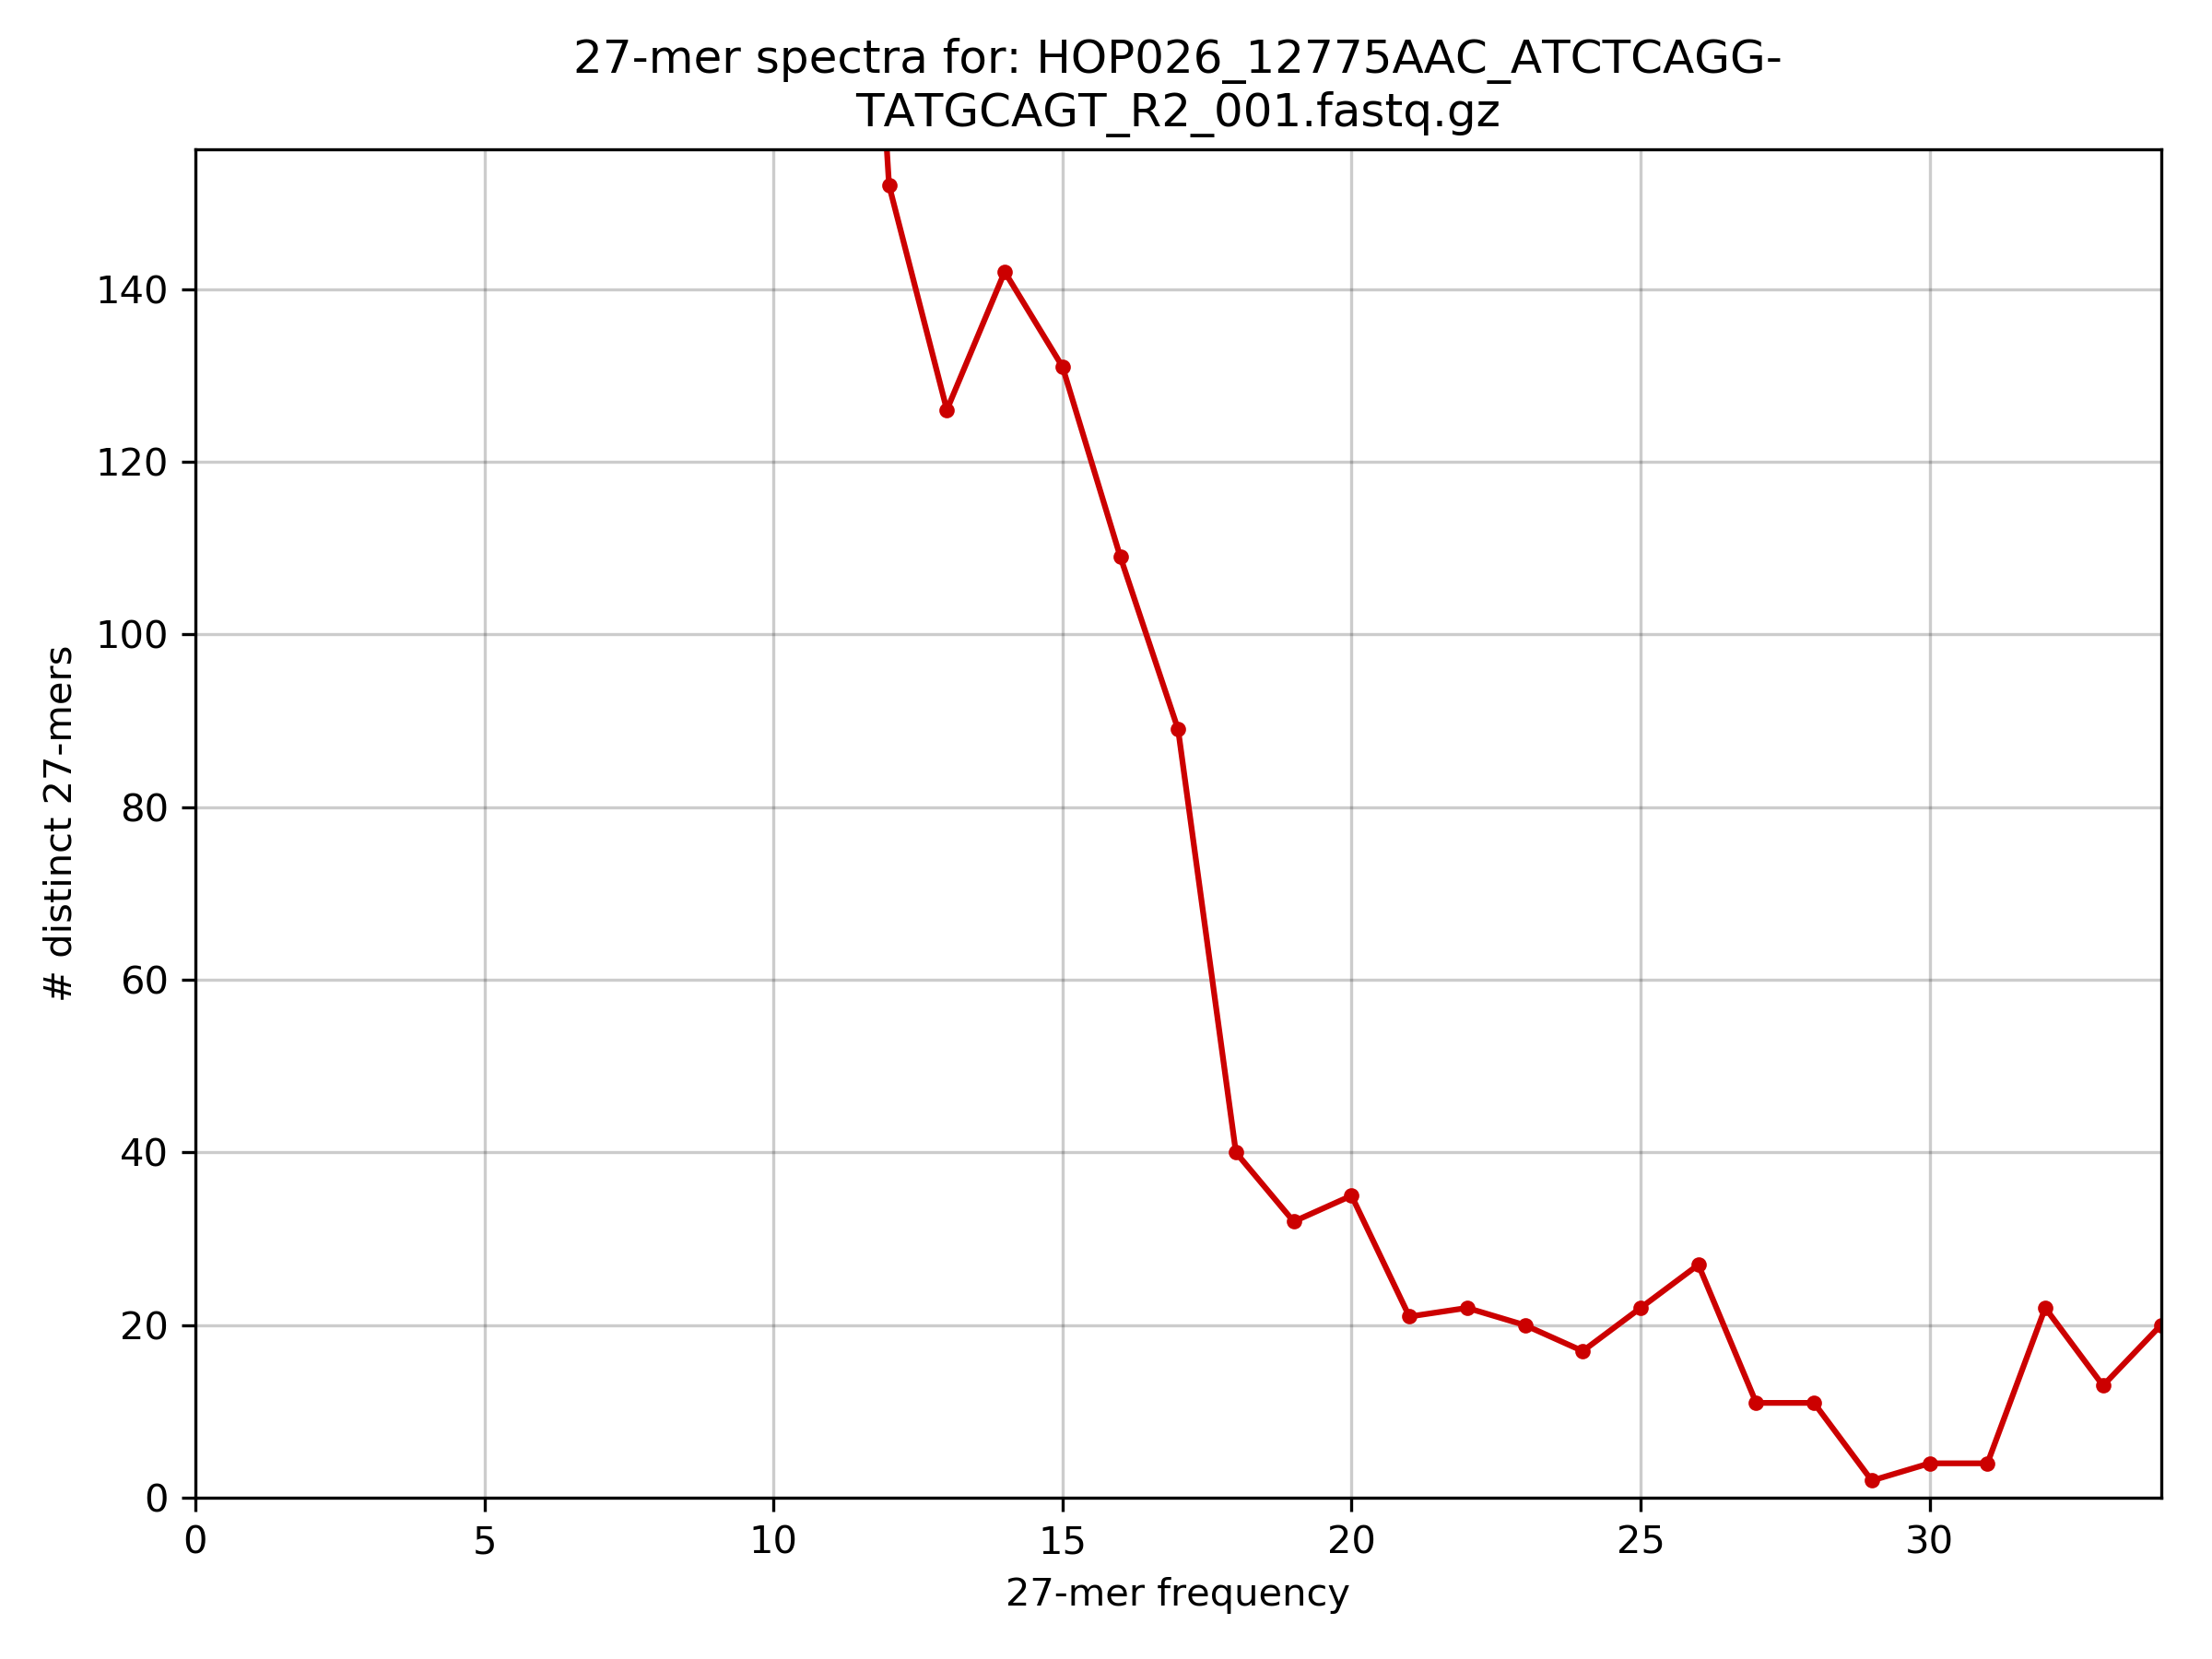 27-mer spectra for: HOP026_12775AAC_ATCTCAGG-
TATGCAGT_R2_001.fastq.gz
140
120
100
80
60
40
20
0
# distinct 27-mers
0 5 10 15 20 25 30
27-mer frequency